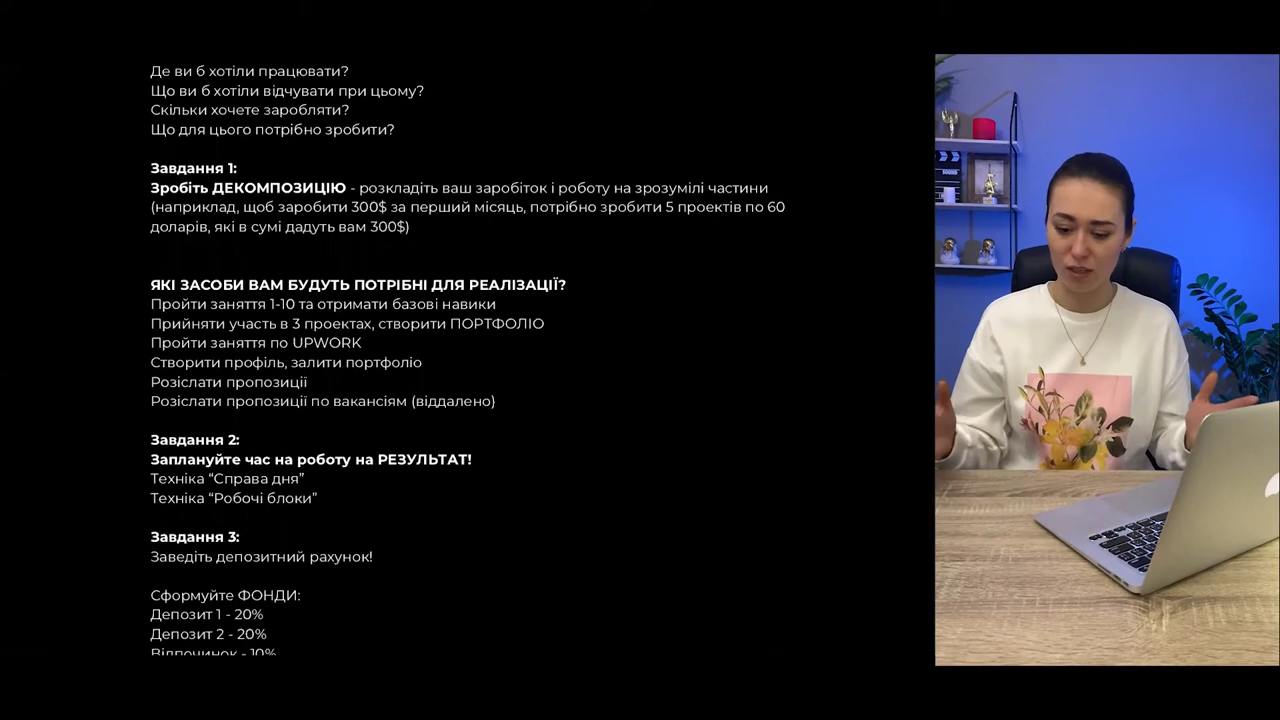 Де ви б хотіли працювати?
Що ви б хотіли відчувати при цьому?
Скільки хочете заробляти?
Що для цього потрібно зробити?
Завдання 1:
Зробіть ДЕКОМПОЗИЦІЮ - розкладіть ваш заробіток і роботу на зрозумілі частини
(наприклад, щоб заробити 300$ за перший місяць, потрібно зробити 5 проектів по 60
доларів, які в сумі дадуть вам 300$)
ЯКІ ЗАСОБИ ВАМ БУДУТЬ ПОТРІБНІ ДЛЯ РЕАЛІЗАЦІЇ?
Пройти заняття 1-10 та отримати базові навики
Прийняти участь в 3 проектах, створити ПОРТФОЛІО
Пройти заняття по UPWORK
Створити профіль, залити портфоліо
Розіслати пропозиції
Розіслати пропозиції по вакансіям (віддалено)
Завдання 2:
Заплануйте час на роботу на РЕЗУЛЬТАТ!
Техніка “Справа дня”
Техніка “Робочі блоки”
Завдання 3:
Заведіть депозитний рахунок!
Сформуйте ФОНДИ:
Депозит 1 - 20%
Депозит 2 - 20%
Відпочинок - 10%